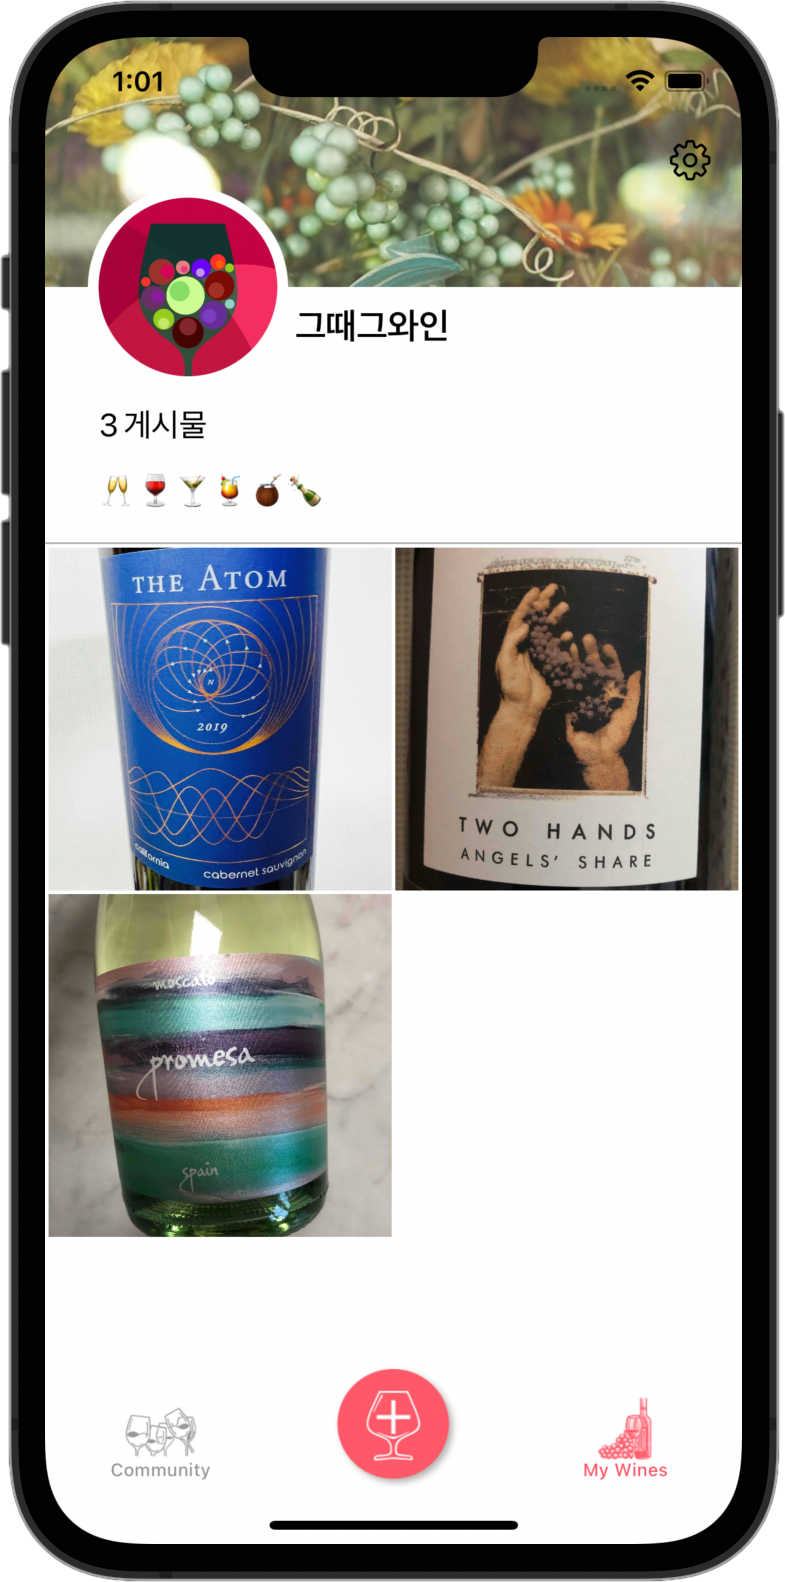 1:01
그때그와인
3 게시물
THE ATOM
N
2019
california
cabernet sauvignon
TWO HANDS
ANGELS' SHARE
moscato
promesa
spain
Community
My Wines